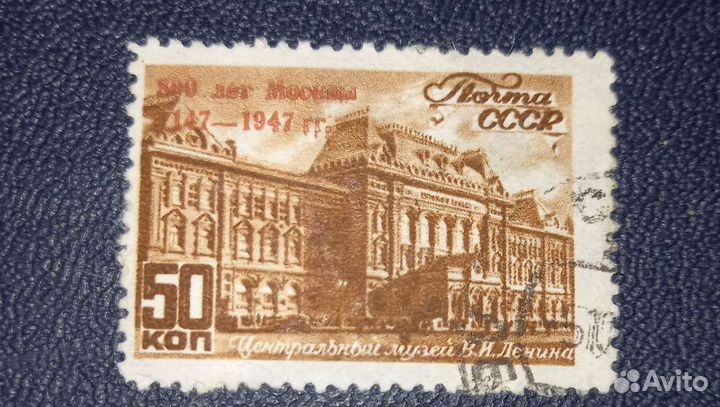 800 лет Москвы
1147—1947 гг.
Почта
СССР
50
КОП
Центральный музей В.И.Ленина
Avito